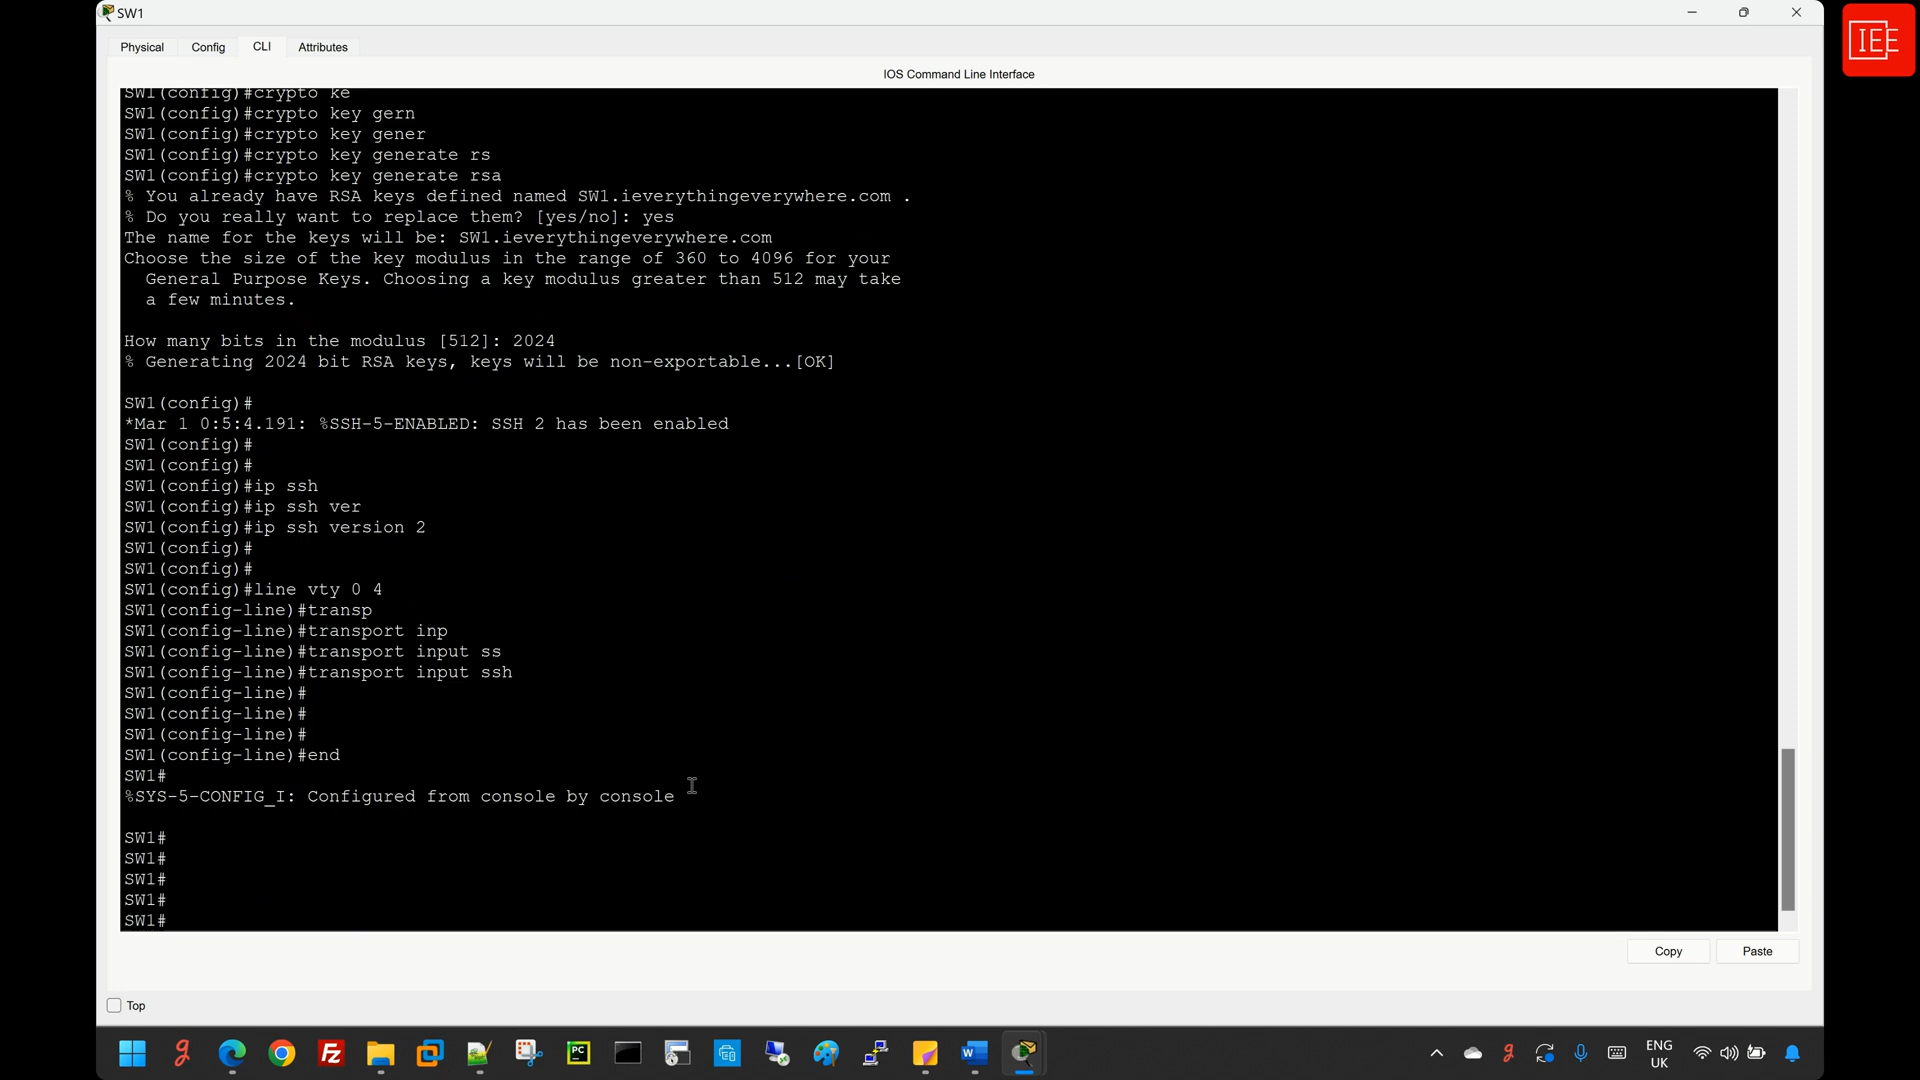 SW1
IEE
Physical Config CLI Attributes
IOS Command Line Interface
SW1(config)#crypto ke
SW1(config)#crypto key gern
SW1(config)#crypto key gener
SW1(config)#crypto key generate rs
SW1(config)#crypto key generate rsa
% You already have RSA keys defined named SW1.ieverythingeverywhere.com .
% Do you really want to replace them? [yes/no]: yes
The name for the keys will be: SW1.ieverythingeverywhere.com
Choose the size of the key modulus in the range of 360 to 4096 for your
General Purpose Keys. Choosing a key modulus greater than 512 may take
a few minutes.
How many bits in the modulus [512]: 2024
% Generating 2024 bit RSA keys, keys will be non-exportable...[OK]
SW1(config)#
*Mar 1 0:5:4.191: %SSH-5-ENABLED: SSH 2 has been enabled
SW1(config)#
SW1(config)#
SW1(config)#ip ssh
SW1(config)#ip ssh ver
SW1(config)#ip ssh version 2
SW1(config)#
SW1(config)#
SW1(config)#line vty 0 4
SW1(config-line)#transp
SW1(config-line)#transport inp
SW1(config-line)#transport input ss
SW1(config-line)#transport input ssh
SW1(config-line)#
SW1(config-line)#
SW1(config-line)#
SW1(config-line)#end
SW1#
%SYS-5-CONFIG_I: Configured from console by console
SW1#
SW1#
SW1#
SW1#
SW1#
Copy Paste
Top
ENG
UK